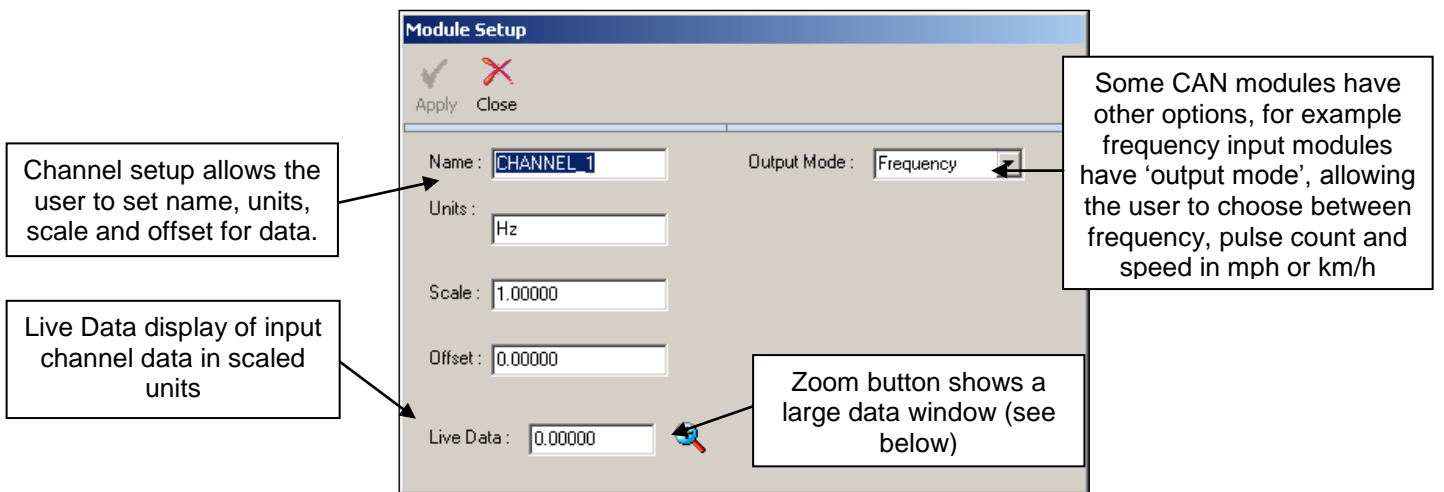 Module Setup
Apply Close
Name : CHANNEL_1
Output Mode : Frequency
Units :
Hz
Scale : 1.00000
Offset : 0.00000
Live Data : 0.00000
Channel setup allows the
user to set name, units,
scale and offset for data.
Live Data display of input
channel data in scaled
units
Some CAN modules have
other options, for example
frequency input modules
have ‘output mode’, allowing
the user to choose between
frequency, pulse count and
speed in mph or km/h
Zoom button shows a
large data window (see
below)